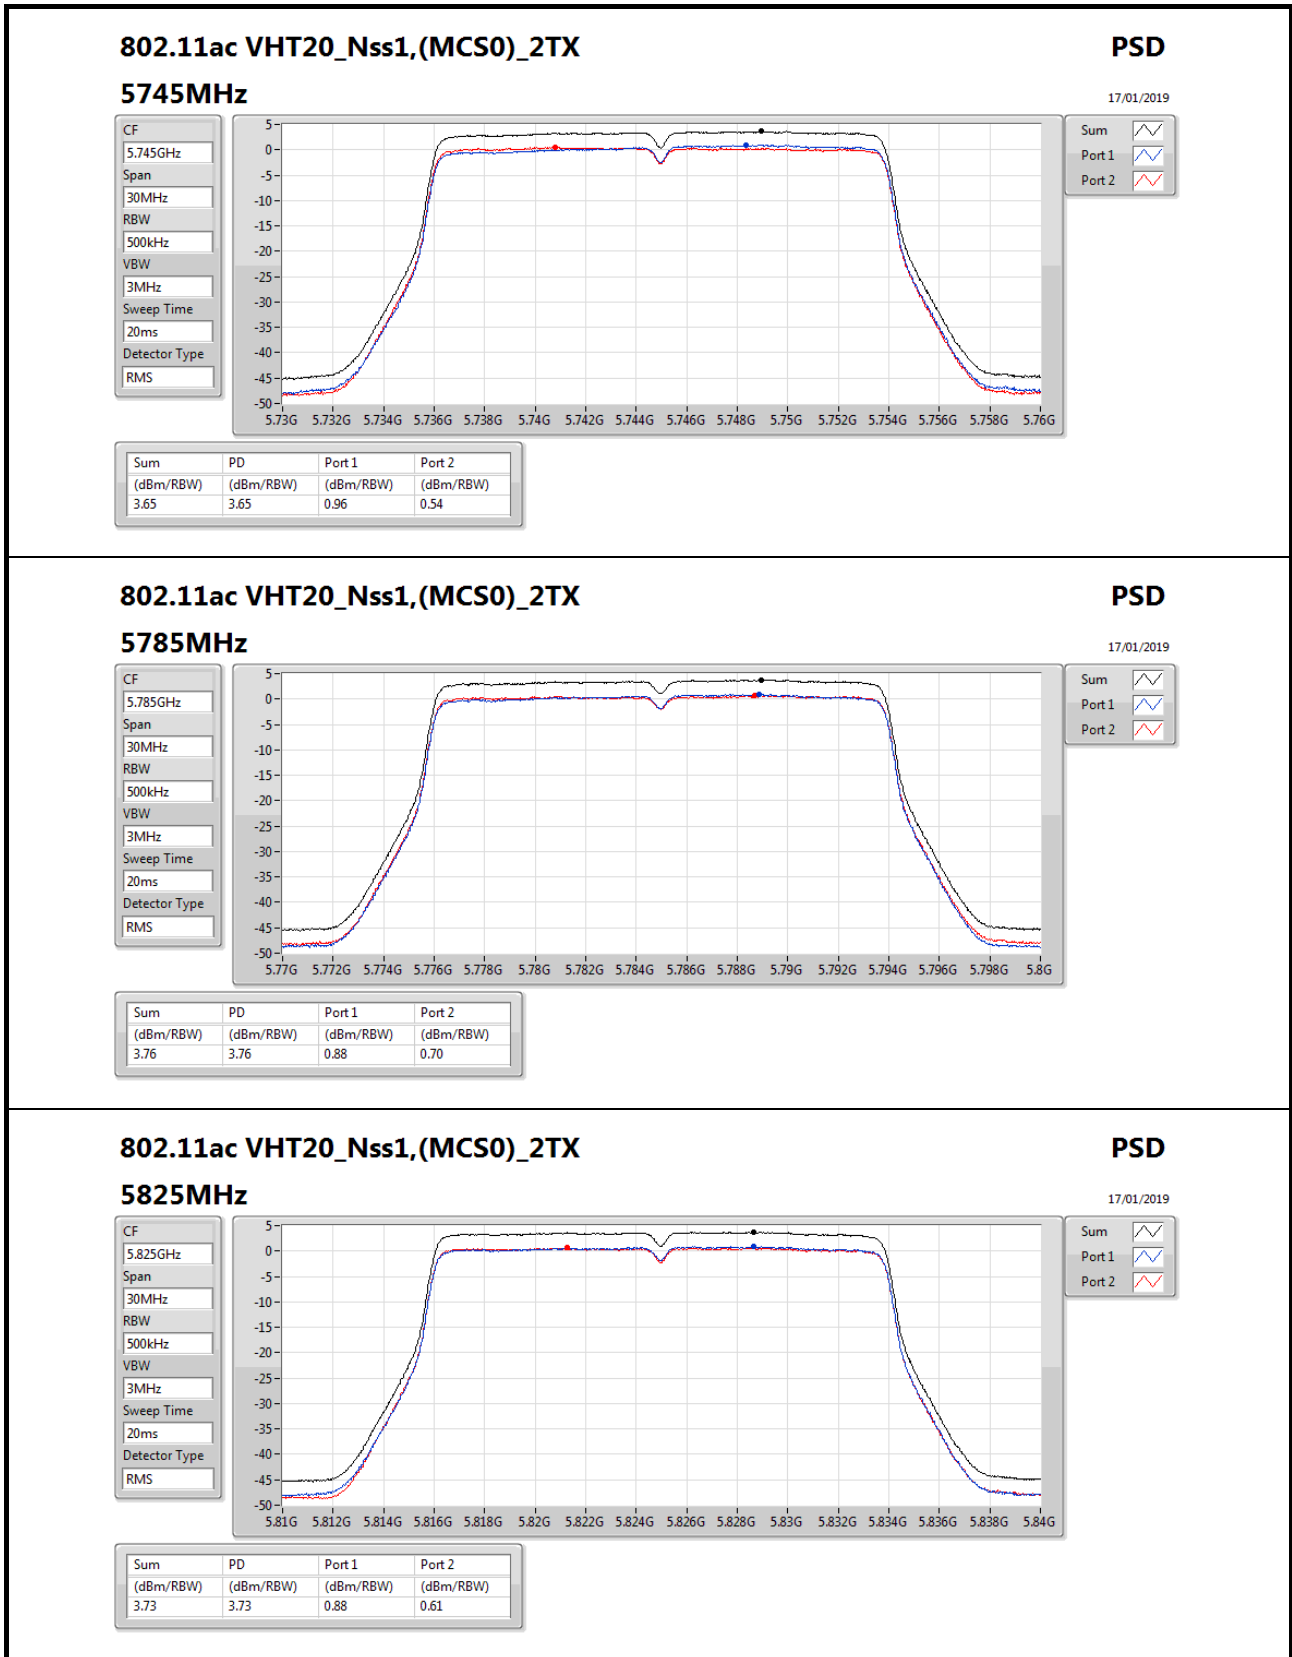 802.11ac VHT20_Nss1,(MCS0)_2TX PSD
5745MHz 17/01/2019
CF
5.745GHz
Span
30MHz
RBW
500kHz
VBW
3MHz
Sweep Time
20ms
Detector Type
RMS
5
0
-5
-10
-15
-20
-25
-30
-35
-40
-45
-50
5.73G 5.732G 5.734G 5.736G 5.738G 5.74G 5.742G 5.744G 5.746G 5.748G 5.75G 5.752G 5.754G 5.756G 5.758G 5.76G
Sum
Port 1
Port 2
Sum PD Port 1 Port 2
(dBm/RBW) (dBm/RBW) (dBm/RBW) (dBm/RBW)
3.65 3.65 0.96 0.54
802.11ac VHT20_Nss1,(MCS0)_2TX PSD
5785MHz 17/01/2019
CF
5.785GHz
Span
30MHz
RBW
500kHz
VBW
3MHz
Sweep Time
20ms
Detector Type
RMS
5
0
-5
-10
-15
-20
-25
-30
-35
-40
-45
-50
5.77G 5.772G 5.774G 5.776G 5.778G 5.78G 5.782G 5.784G 5.786G 5.788G 5.79G 5.792G 5.794G 5.796G 5.798G 5.8G
Sum
Port 1
Port 2
Sum PD Port 1 Port 2
(dBm/RBW) (dBm/RBW) (dBm/RBW) (dBm/RBW)
3.76 3.76 0.88 0.70
802.11ac VHT20_Nss1,(MCS0)_2TX PSD
5825MHz 17/01/2019
CF
5.825GHz
Span
30MHz
RBW
500kHz
VBW
3MHz
Sweep Time
20ms
Detector Type
RMS
5
0
-5
-10
-15
-20
-25
-30
-35
-40
-45
-50
5.81G 5.812G 5.814G 5.816G 5.818G 5.82G 5.822G 5.824G 5.826G 5.828G 5.83G 5.832G 5.834G 5.836G 5.838G 5.84G
Sum
Port 1
Port 2
Sum PD Port 1 Port 2
(dBm/RBW) (dBm/RBW) (dBm/RBW) (dBm/RBW)
3.73 3.73 0.88 0.61